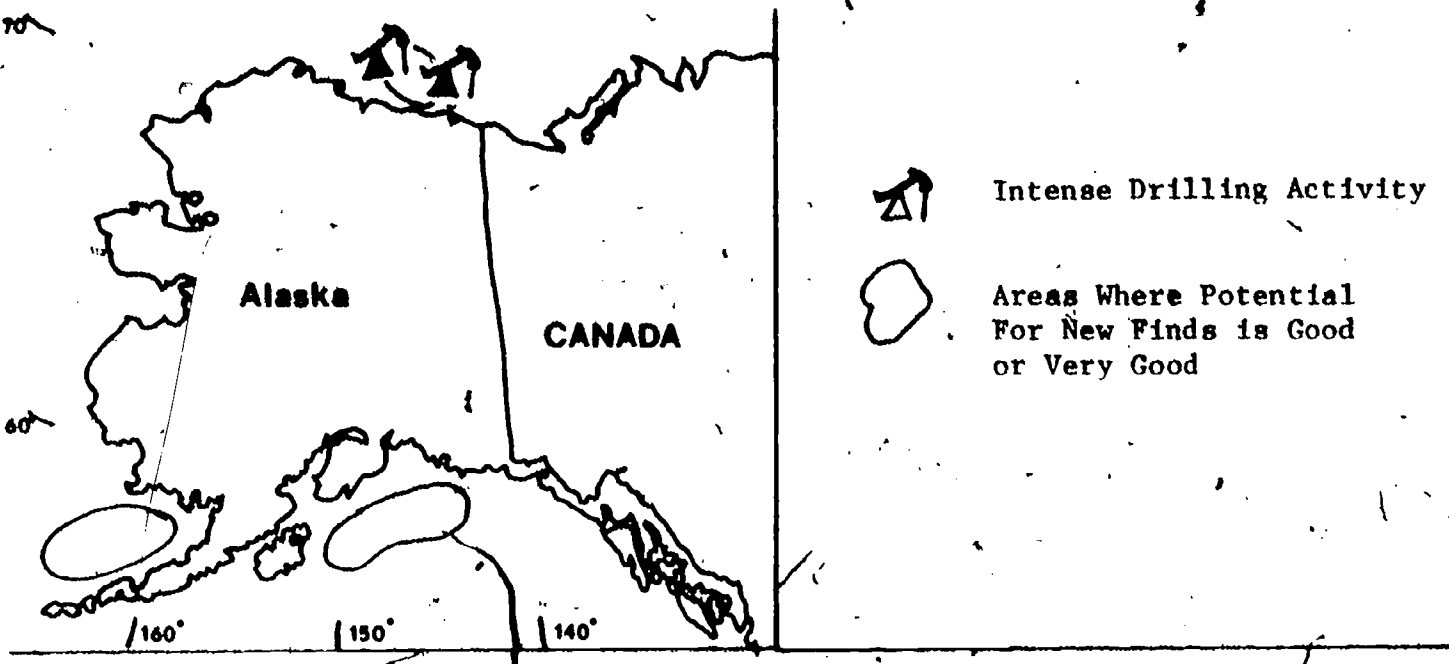 70°
Intense Drilling Activity
Alaska
Areas Where Potential
For New Finds is Good
or Very Good
CANADA
60°
160°
150°
140°